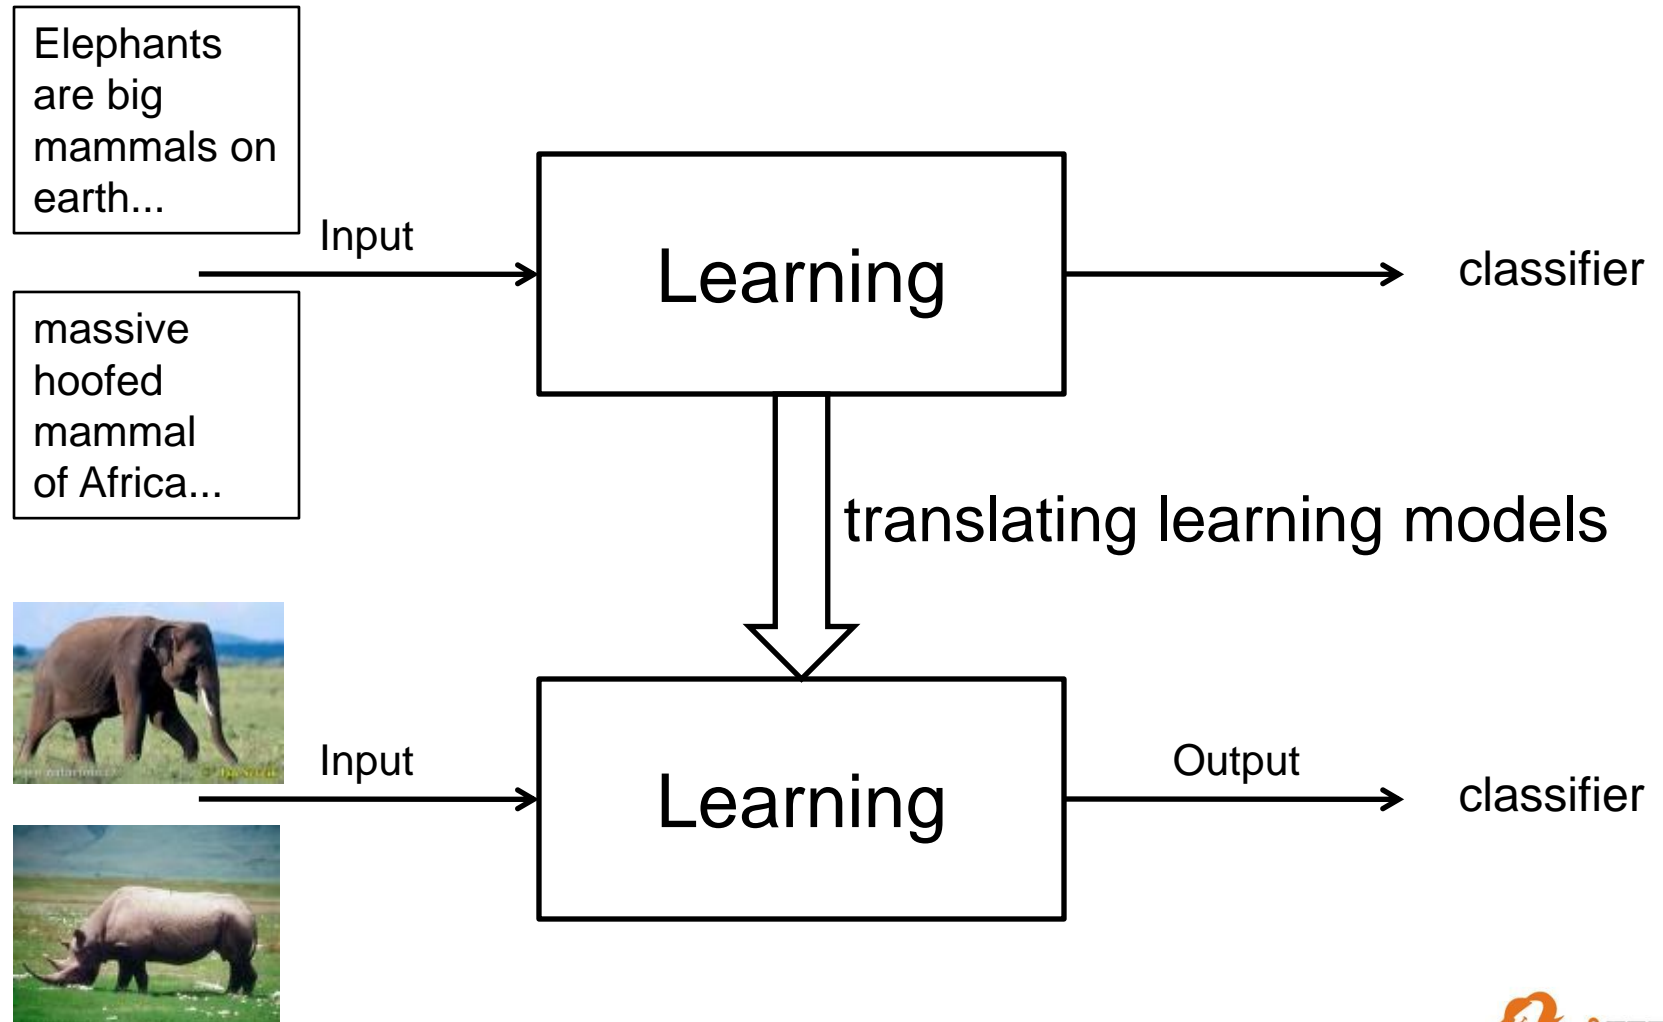 Elephants
are big
mammals on
earth...
Input
Learning
classifier
massive
hoofed
mammal
of Africa...
translating learning models
Input
Learning
Output
classifier